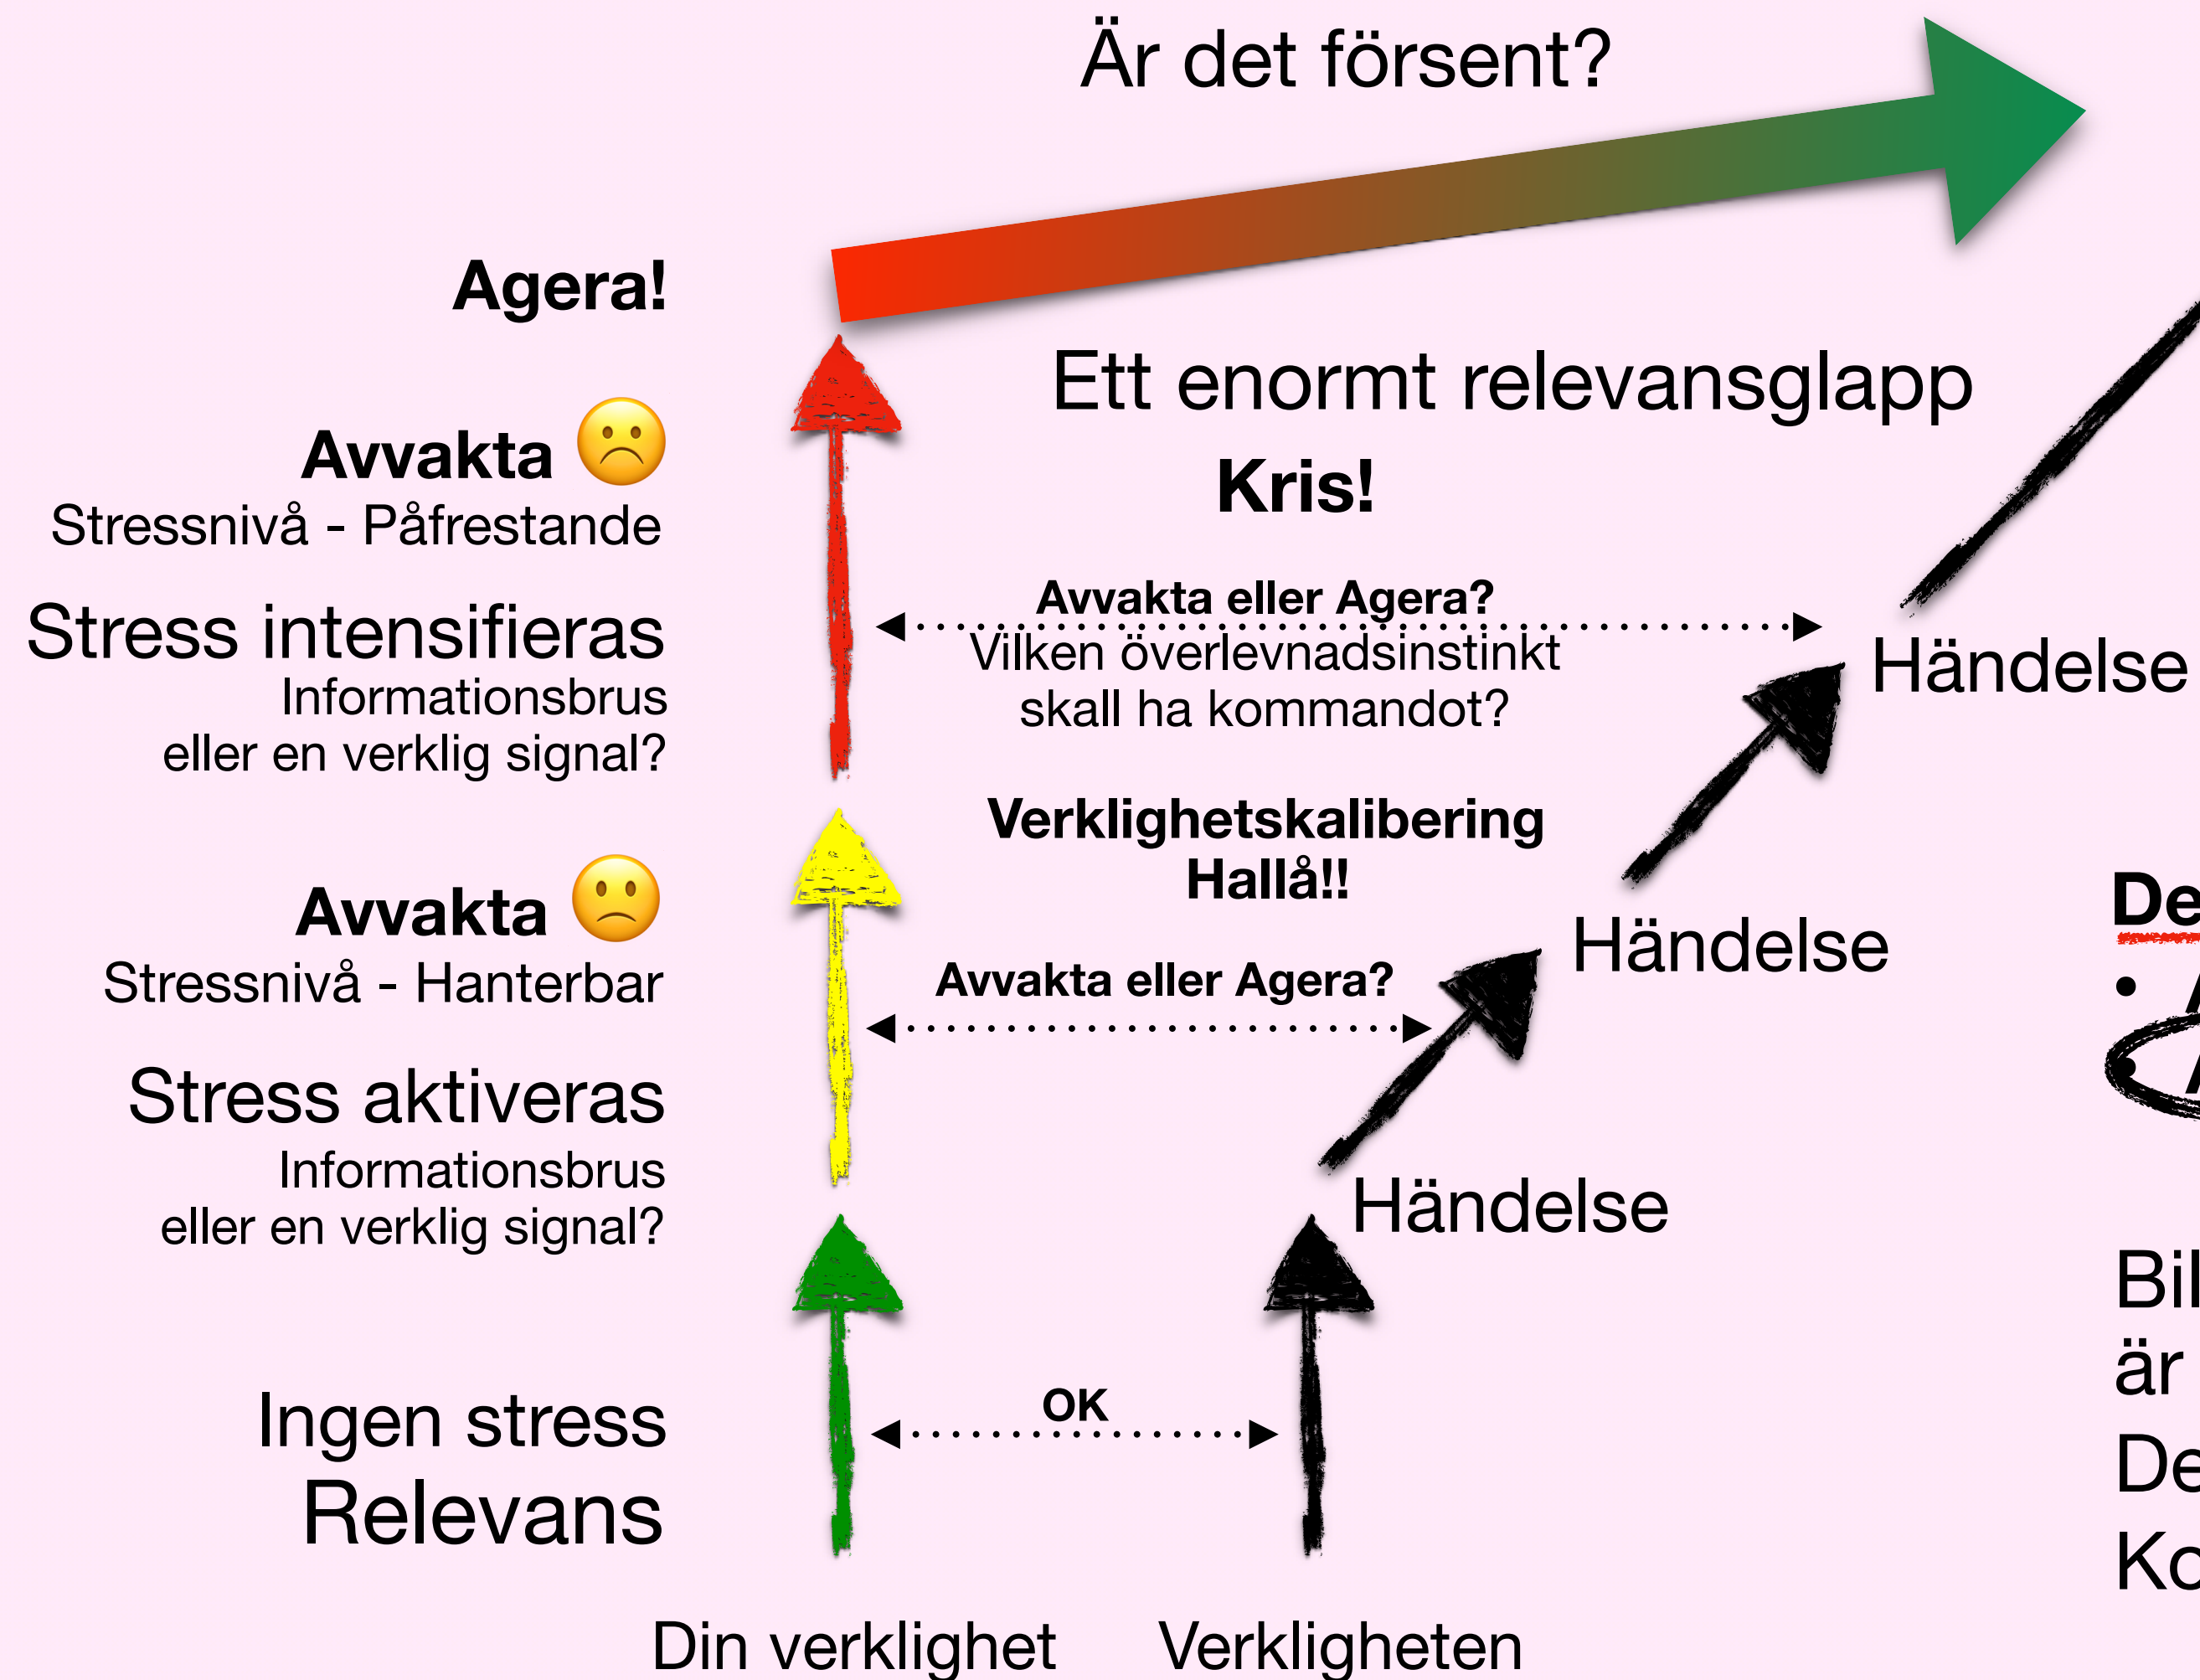 Är det försent?
Agera!
Ett enormt relevansglapp
Kris!
Avvakta
Stressnivå - Påfrestande
Avvakta eller Agera?
Vilken överlevnadsinstinkt
skall ha kommandot?
Stress intensifieras
Informationsbrus
eller en verklig signal?
Händelse
Verklighetskalibering
Hallå!!
Avvakta
Stressnivå - Hanterbar
Avvakta eller Agera?
Händelse
Stress aktiveras
Informationsbrus
eller en verklig signal?
Händelse
är
Ingen stress
Relevans
OK
Din verklighet
Verkligheten